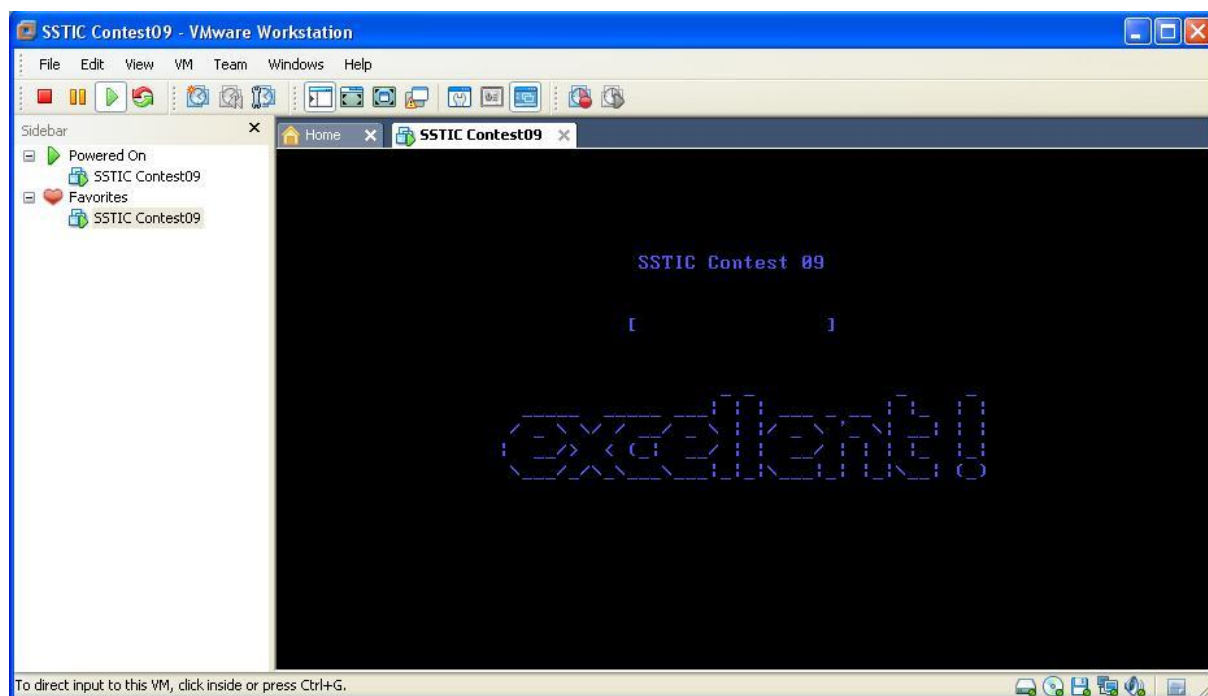 SSTIC Contest09 - VMware Workstation
File Edit View VM Team Windows Help
Sidebar
Home
SSTIC Contest09
Powered On
SSTIC Contest09
Favorites
SSTIC Contest09
SSTIC Contest 09
[ ]
excellent!
To direct input to this VM, click inside or press Ctrl+G.